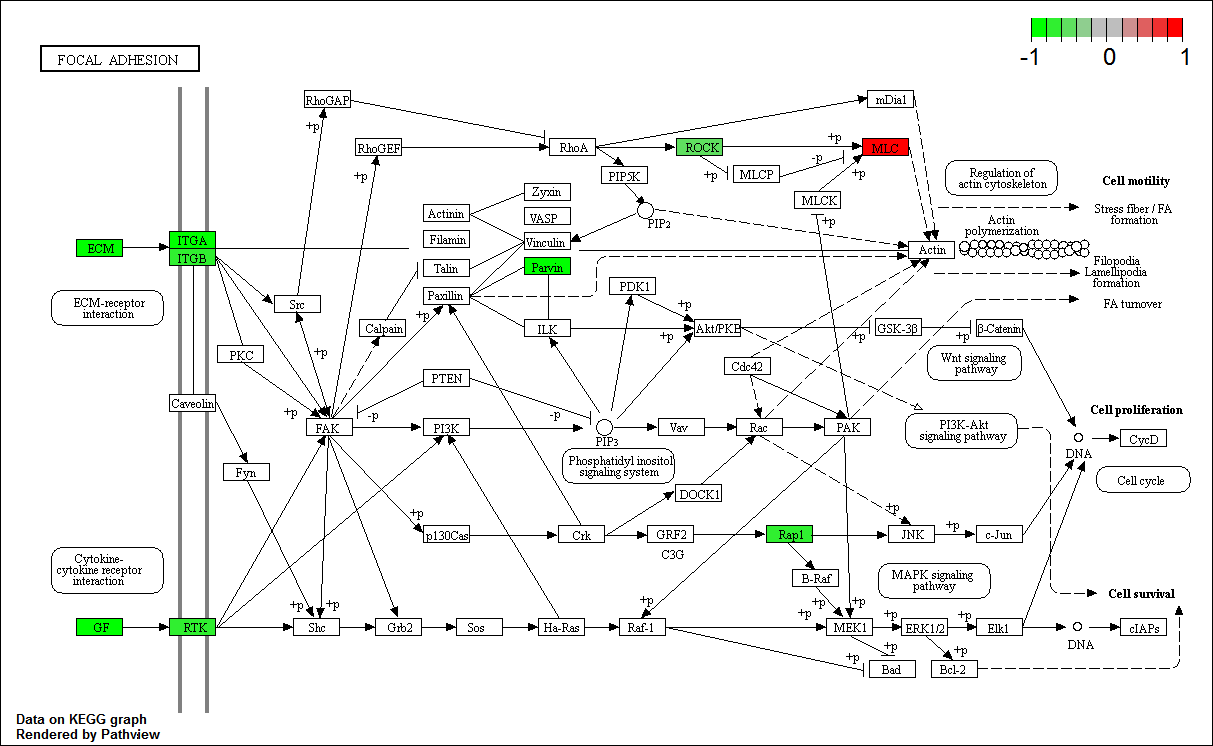 FOCAL ADHESION
-1
0
1
RhoGAP
mDia1
+p
RhoGEF
RhoA
ROCK
+p
MLC
+p
PIP5K
+p
MLCP
-p
+p
Zyxin
MLCK
Regulation of
actin cytoskeleton
Cell motility
Actinin
VASP
PIP2
+p
Stress fiber / FA
formation
Actin
polymerization
ECM
ITGA
ITGB
Filamin
Vinculin
Actin
Talin
Parvin
Filopodia
Lamellipodia
formation
ECM-receptor
interaction
Src
Paxillin
PDK1
+p
FA turnover
+p
Calpain
ILK
+p
Akt/PKB
GSK-3β
+p
β-Catenin
PKC
+p
Wnt signaling
pathway
PTEN
Cdc42
Caveolin
+p
-p
-p
Cell proliferation
FAK
PI3K
PIP3
Vav
Rac
PAK
PI3K-Akt
signaling pathway
DNA
CycD
Fyn
Phosphatidyl inositol
signaling system
Cell cycle
DOCK1
+p
+p
p130Cas
Crk
GRF2
C3G
Rap1
JNK
+p
c-Jun
Cytokine-
cytokine receptor
interaction
B-Raf
MAPK signaling
pathway
Cell survival
+p
+p
+p
+p
+p
+p
+p
+p
GF
RTK
Shc
Grb2
Sos
Ha-Ras
Raf-1
MEK1
ERK1/2
Elk1
DNA
cIAPs
+p
+p
+p
Bad
Bcl-2
Data on KEGG graph
Rendered by Pathview